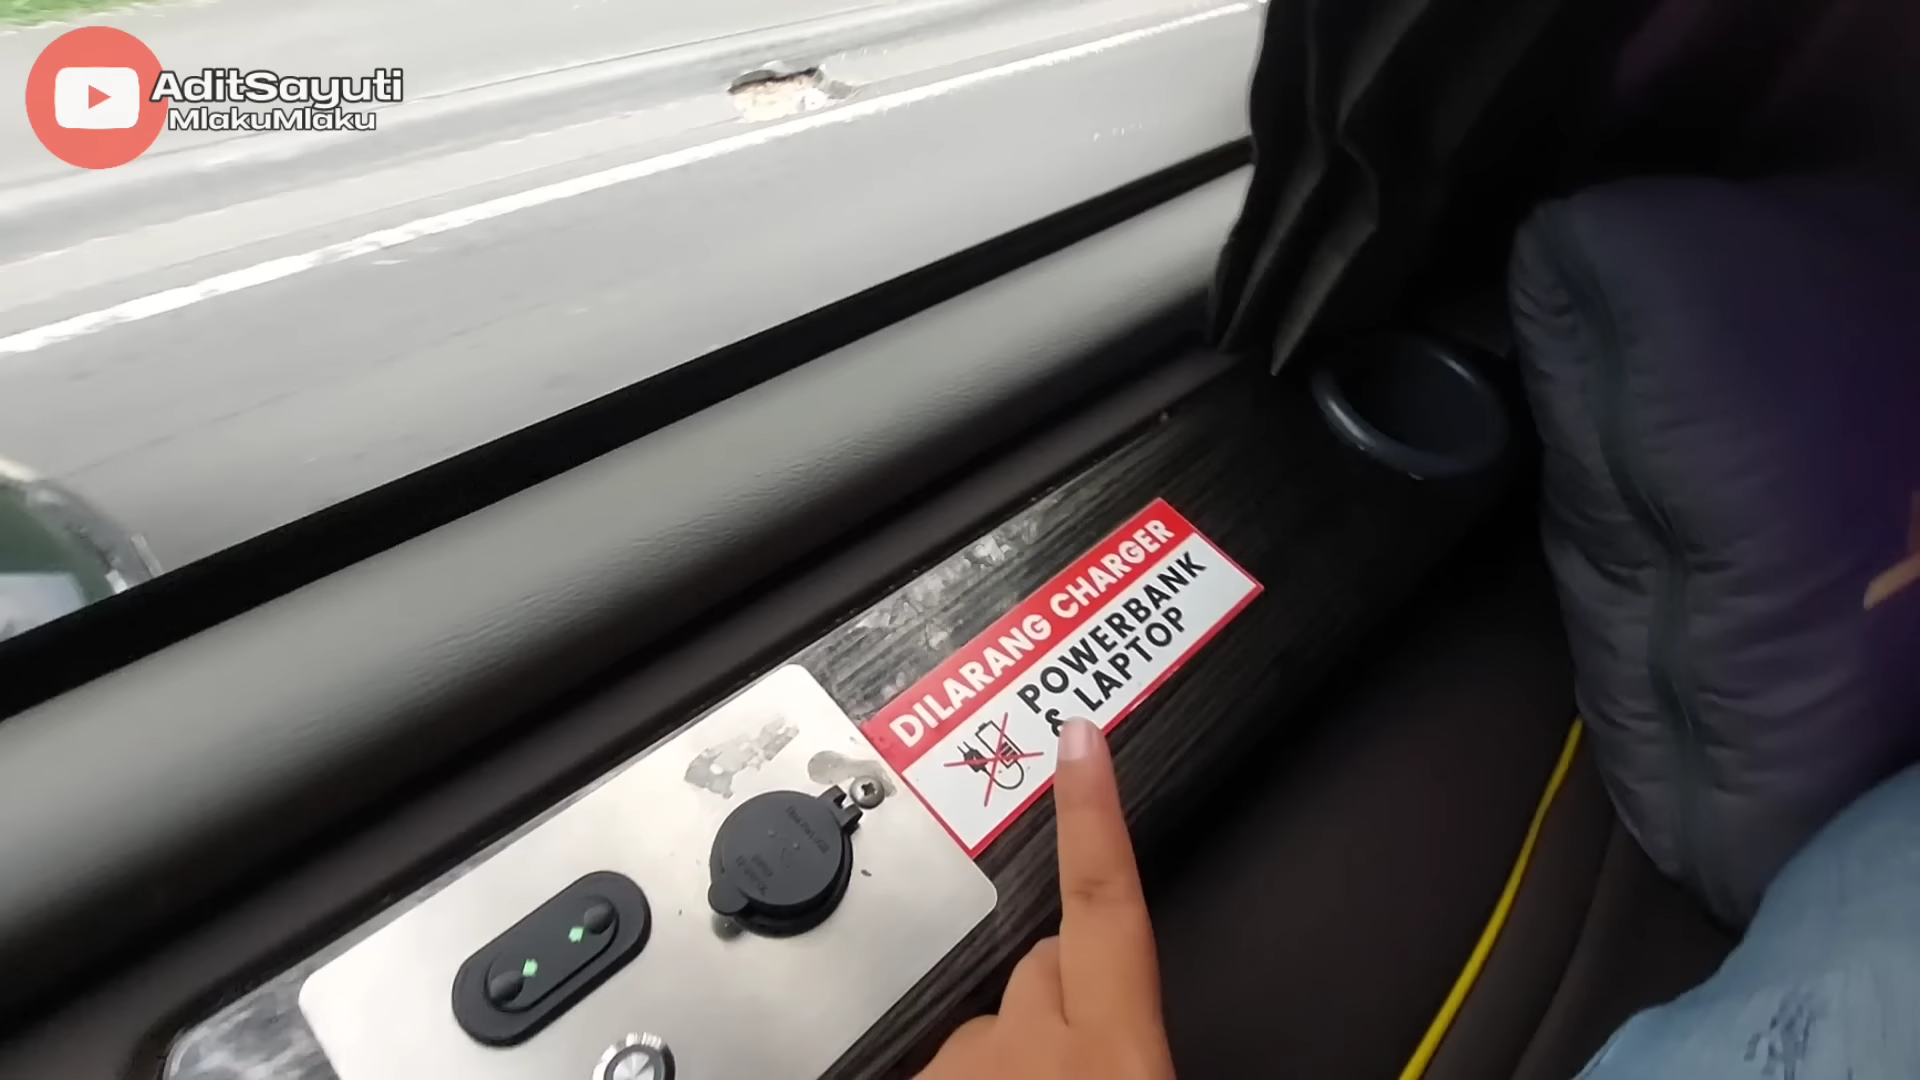 AditSayuti
MlakuMlaku
DILARANG CHARGER
POWERBANK
& LAPTOP